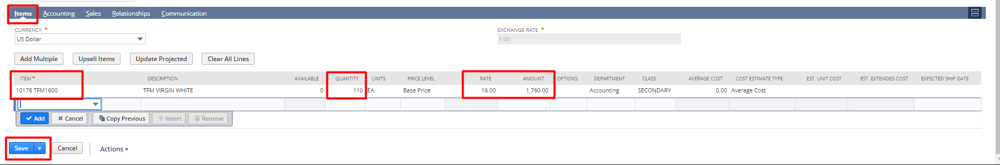 Items Accounting Sales Relationships Communication
CURRENCY * EXCHANGE RATE *
US Dollar 1.00
Add Multiple Upsell Items Update Projected Clear All Lines
ITEM * DESCRIPTION AVAILABLE QUANTITY UNITS PRICE LEVEL RATE AMOUNT OPTIONS DEPARTMENT CLASS AVERAGE COST COST ESTIMATE TYPE EST. UNIT COST EST. EXTENDED COST EXPECTED SHIP DATE
10178 TFM1600 TFM VIRGIN WHITE 0 110 EA Base Price 16.00 1,760.00 Accounting SECONDARY 0.00 Average Cost
Add Cancel Copy Previous Insert Remove
Save Cancel Actions